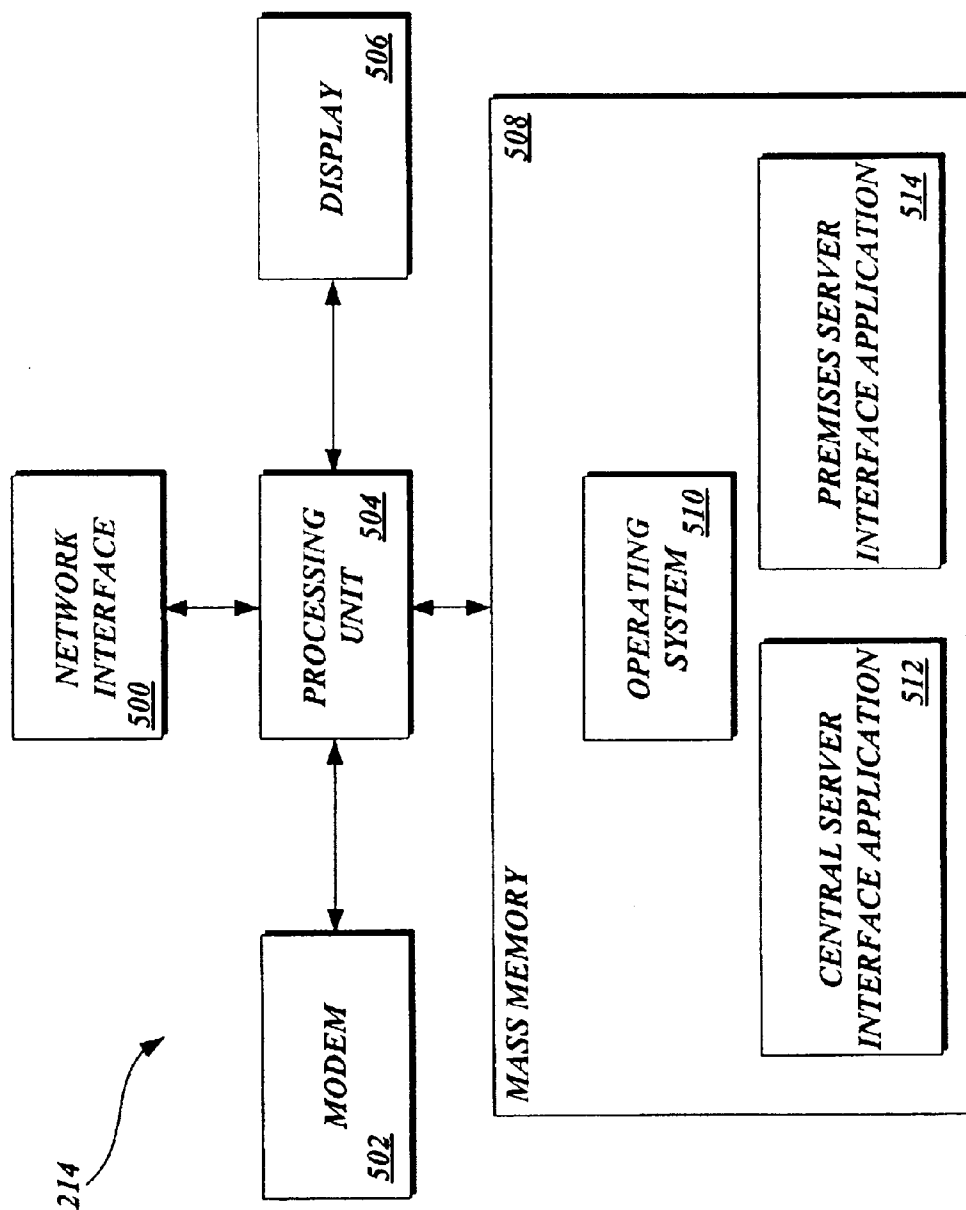 214
NETWORK
INTERFACE
500
MODEM
502
PROCESSING
UNIT
504
DISPLAY
506
MASS MEMORY
508
OPERATING
SYSTEM
510
CENTRAL SERVER
INTERFACE APPLICATION
512
PREMISES SERVER
INTERFACE APPLICATION
514